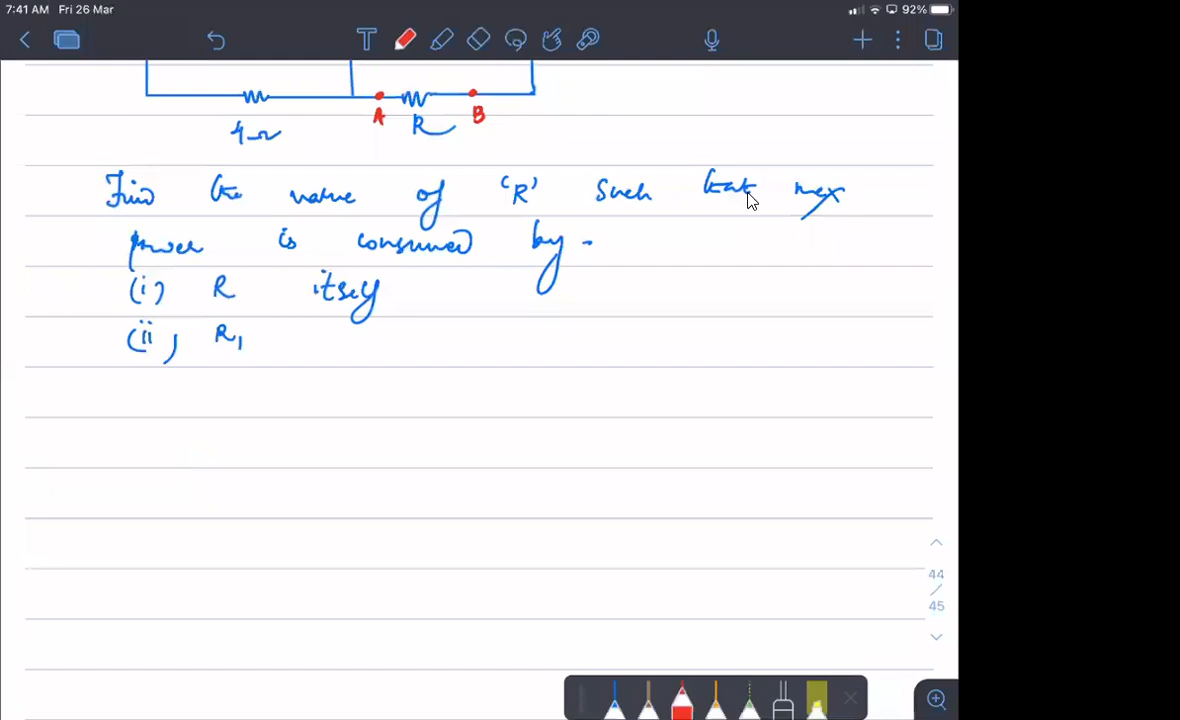 7:41 AM Fri 26 Mar 92%
4Ω A R B
Find the value of 'R' such that max
power is consumed by -
(i) R itself
(ii) R1
44
/
45